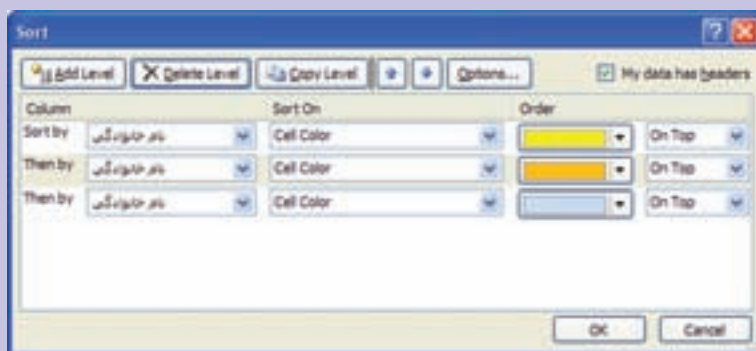 Sort
Add Level Delete Level Copy Level Options... My data has headers
Column Sort On Order
Sort by نام خانوادگی Cell Color On Top
Then by نام خانوادگی Cell Color On Top
Then by نام خانوادگی Cell Color On Top
OK Cancel